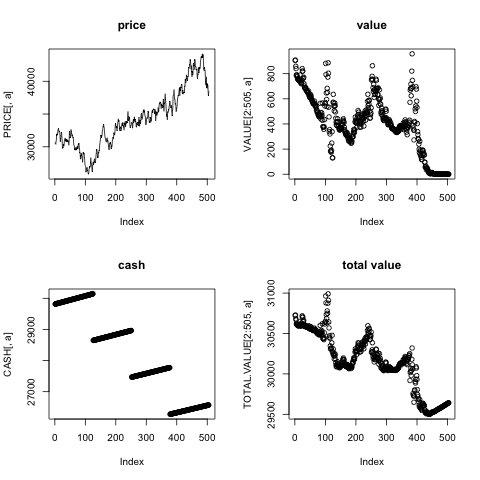 price
value
PRICE[, a]
30000
40000
0 100 200 300 400 500
Index
VALUE[2:505, a]
0 200 400 600 800
0 100 200 300 400 500
Index
cash
total value
CASH[, a]
27000
29000
0 100 200 300 400 500
Index
TOTAL.VALUE[2:505, a]
29500 30000 30500 31000
0 100 200 300 400 500
Index